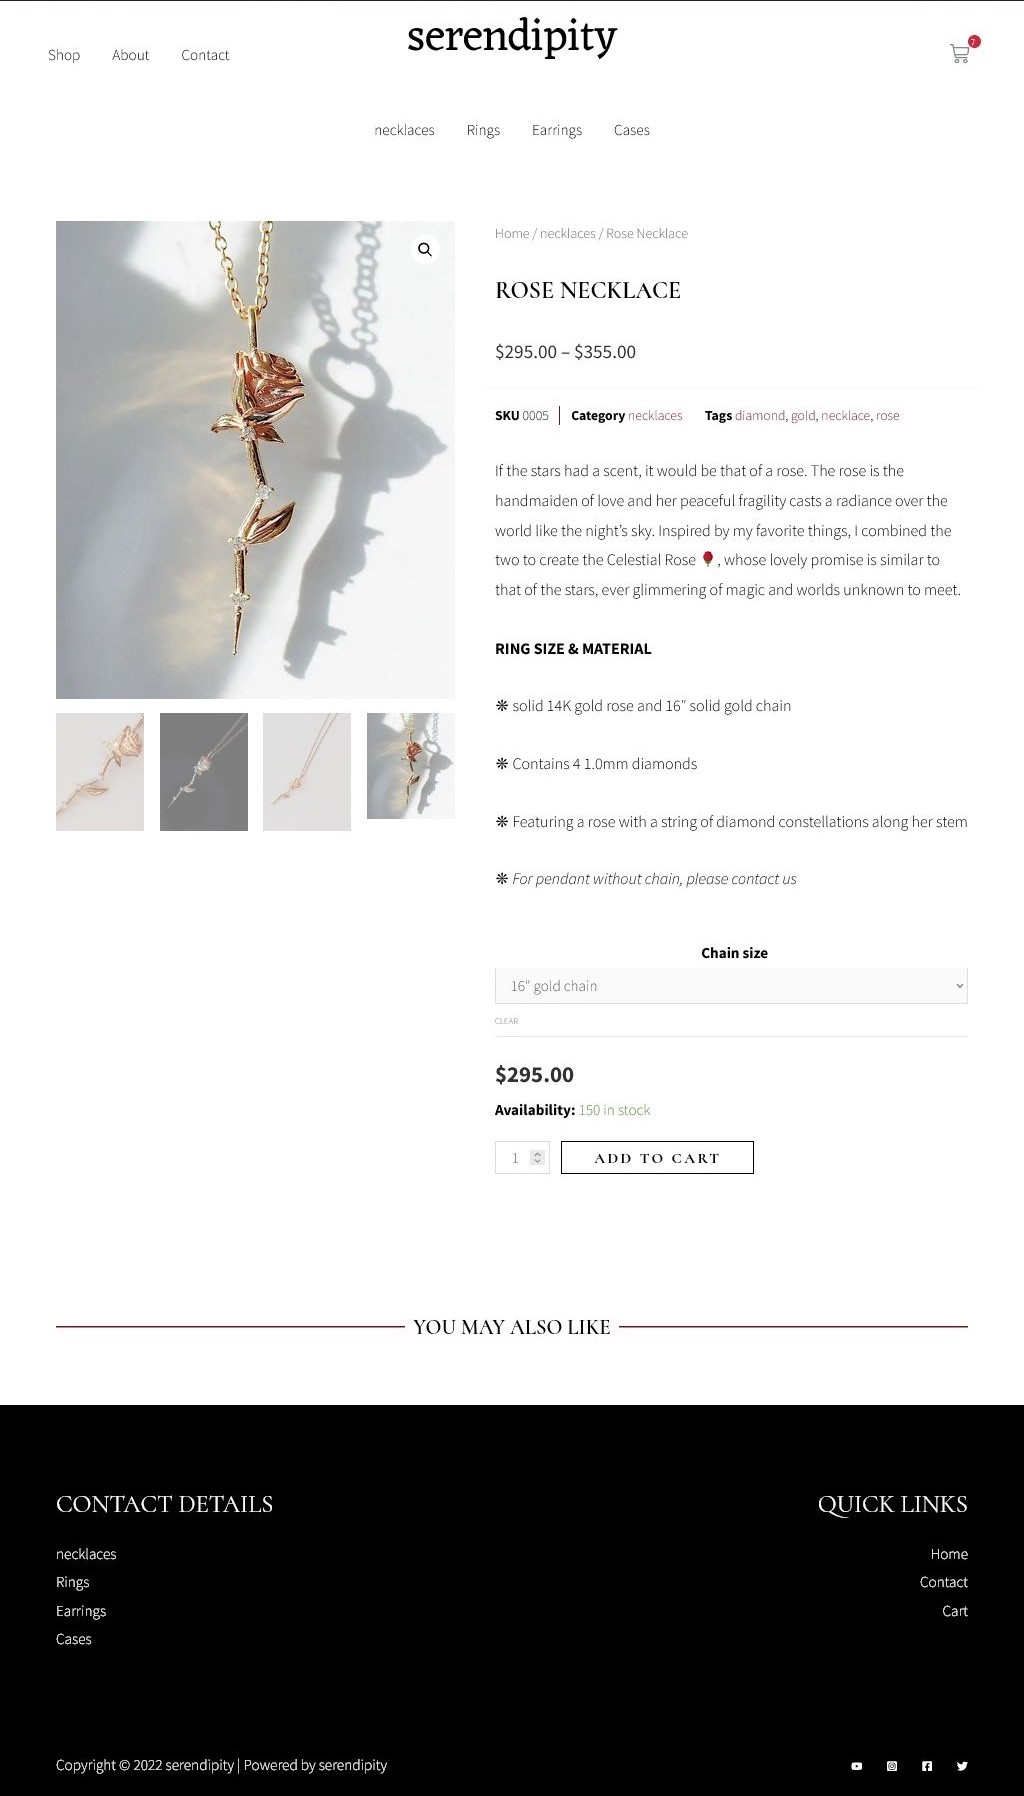 serendipity
Shop About Contact
7
necklaces Rings Earrings Cases
Home / necklaces / Rose Necklace
ROSE NECKLACE
$295.00 – $355.00
SKU 0005 Category necklaces Tags diamond, gold, necklace, rose
If the stars had a scent, it would be that of a rose. The rose is the
handmaiden of love and her peaceful fragility casts a radiance over the
world like the night’s sky. Inspired by my favorite things, I combined the
two to create the Celestial Rose 🌹, whose lovely promise is similar to
that of the stars, ever glimmering of magic and worlds unknown to meet.
RING SIZE & MATERIAL
❊ solid 14K gold rose and 16″ solid gold chain
❊ Contains 4 1.0mm diamonds
❊ Featuring a rose with a string of diamond constellations along her stem
❊ For pendant without chain, please contact us
Chain size
16" gold chain
CLEAR
$295.00
Availability: 150 in stock
1 ADD TO CART
YOU MAY ALSO LIKE
CONTACT DETAILS
necklaces
Rings
Earrings
Cases
QUICK LINKS
Home
Contact
Cart
Copyright © 2022 serendipity | Powered by serendipity